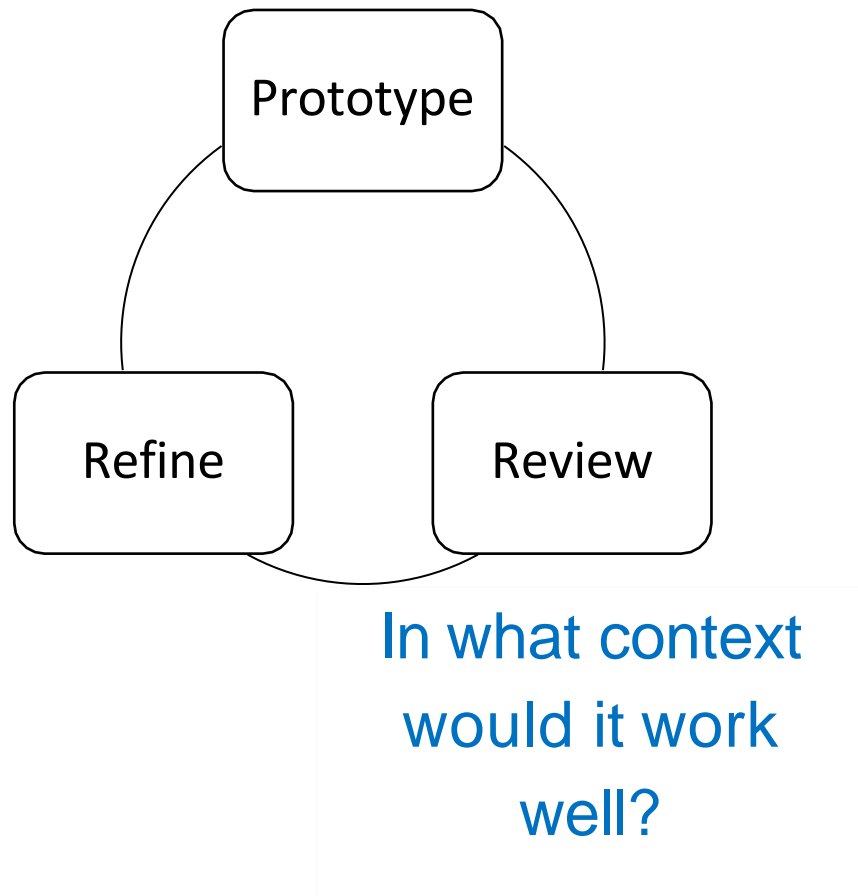 Prototype
Refine
Review
In what context
would it work
well?